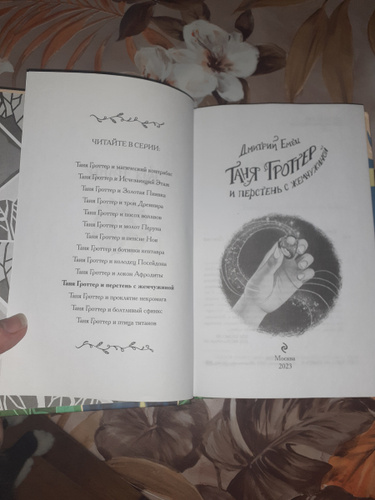 ЧИТАЙТЕ В СЕРИИ:
Таня Гроттер и магический контрабас
Таня Гроттер и Исчезающий Этаж
Таня Гроттер и Золотая Пиявка
Таня Гроттер и трон Древнира
Таня Гроттер и посох волхвов
Таня Гроттер и молот Перуна
Таня Гроттер и пенсне Ноя
Таня Гроттер и ботинки кентавра
Таня Гроттер и колодец Посейдона
Таня Гроттер и локон Афродиты
Таня Гроттер и перстень с жемчужиной
Таня Гроттер и проклятие некромага
Таня Гроттер и болтливый сфинкс
Таня Гроттер и птица титанов
Дмитрий Емец
ТАНЯ ГРОТТЕР
И ПЕРСТЕНЬ С ЖЕМЧУЖИНОЙ
Москва
2023